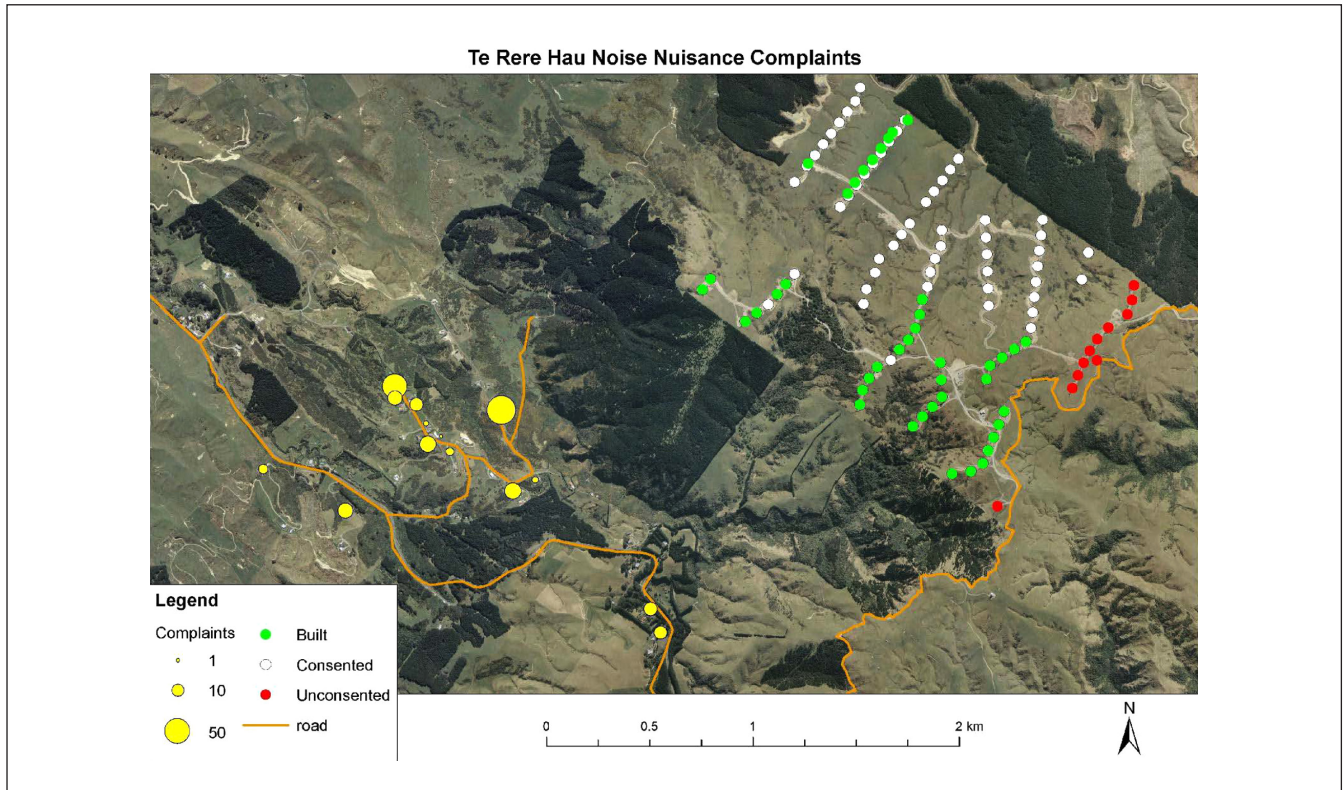 Te Rere Hau Noise Nuisance Complaints
Legend
Complaints
1
10
50
Built
Consented
Unconsented
road
0 0.5 1 2 km
N